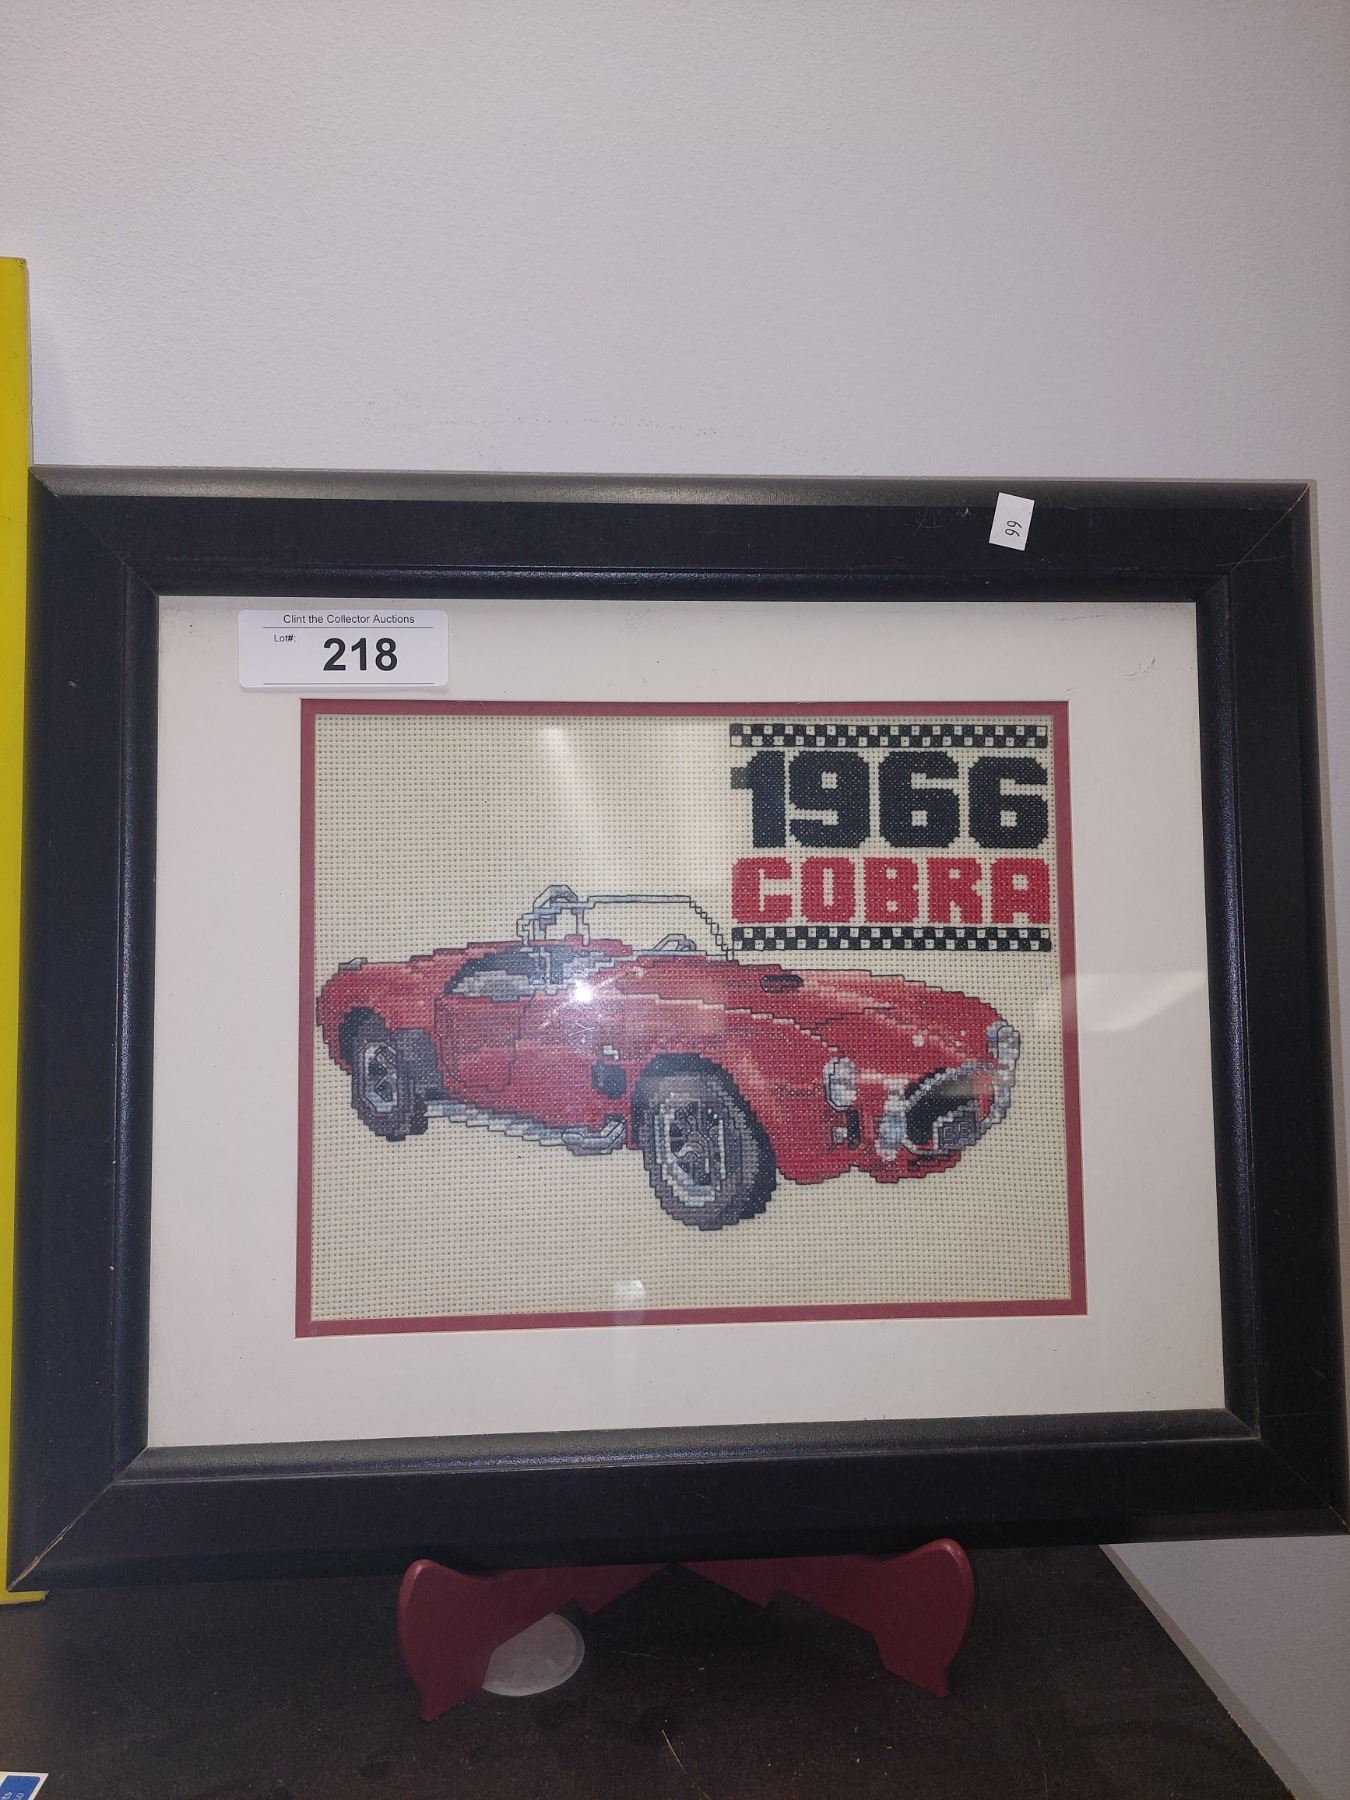 99
Clint the Collector Auctions
Lot#:
218
1966
COBRA